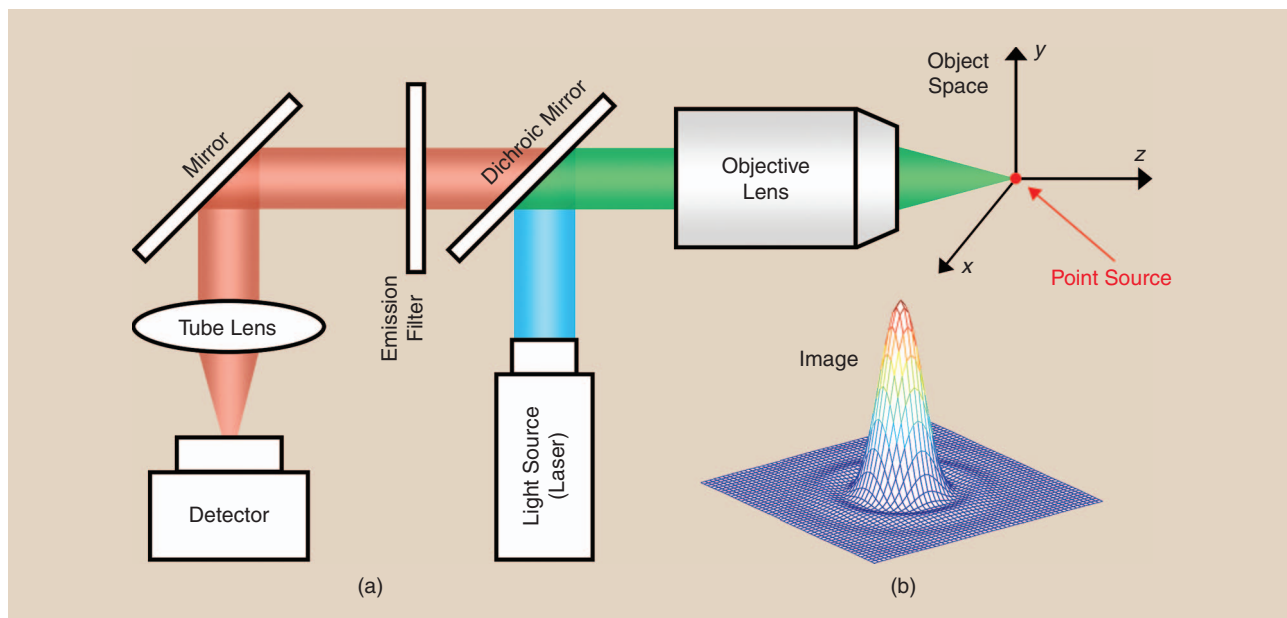 Mirror
Tube Lens
Detector
Emission
Filter
Dichroic Mirror
Light Source
(Laser)
Objective
Lens
Object
Space
y
z
x
Point Source
Image
(a)
(b)